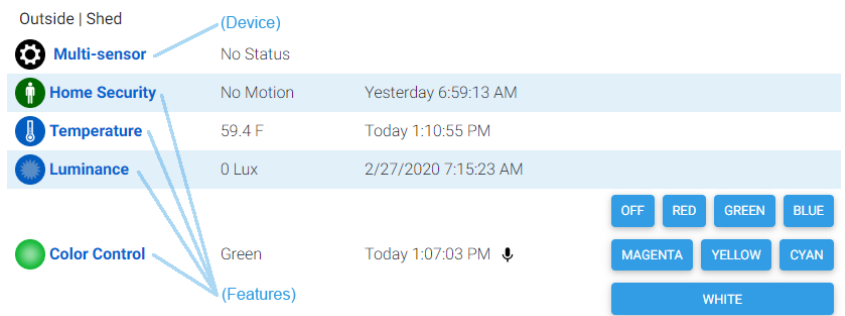 Outside | Shed
(Device)
Multi-sensor No Status
Home Security No Motion Yesterday 6:59:13 AM
Temperature 59.4 F Today 1:10:55 PM
Luminance 0 Lux 2/27/2020 7:15:23 AM
OFF RED GREEN BLUE
Color Control Green Today 1:07:03 PM MAGENTA YELLOW CYAN
(Features)
WHITE